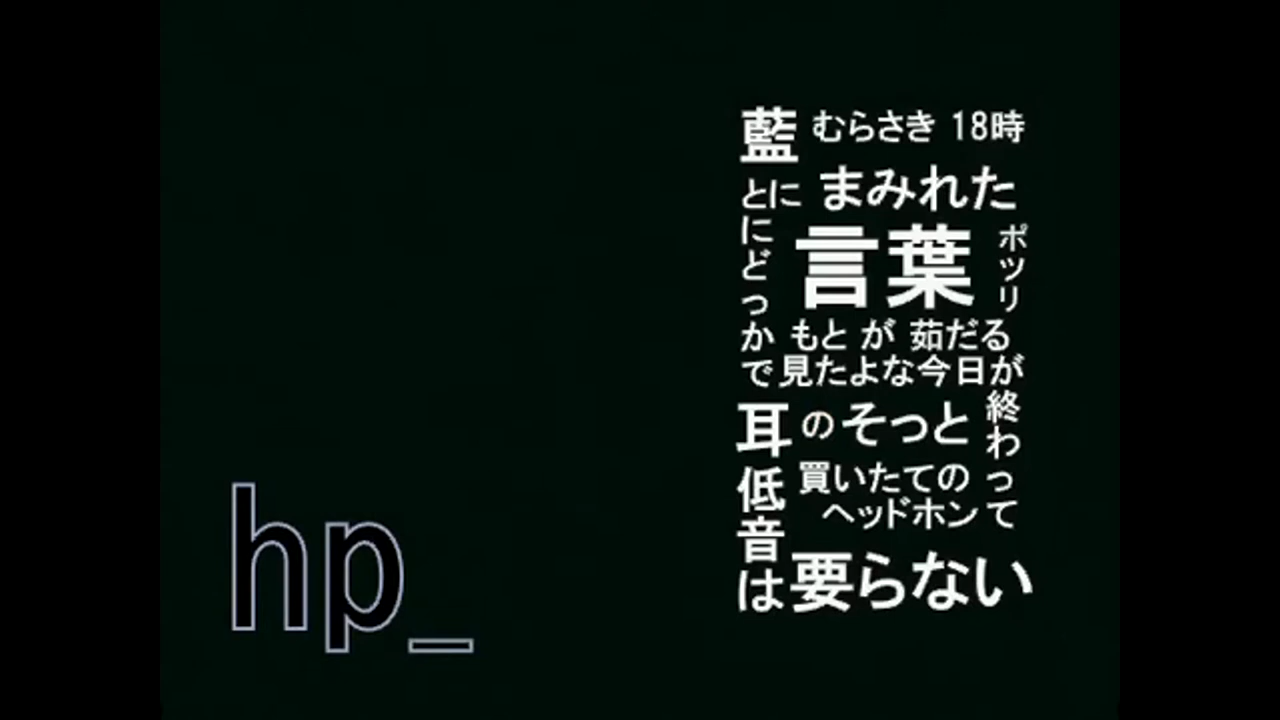 藍 むらさき 18時
とに まみれた
にどっか
言葉
ポツリ
もと が 茹だる
で見たよな今日が
耳 の そっと
終わって
買いたての
ヘッドホン
低音は
要らない
hp_